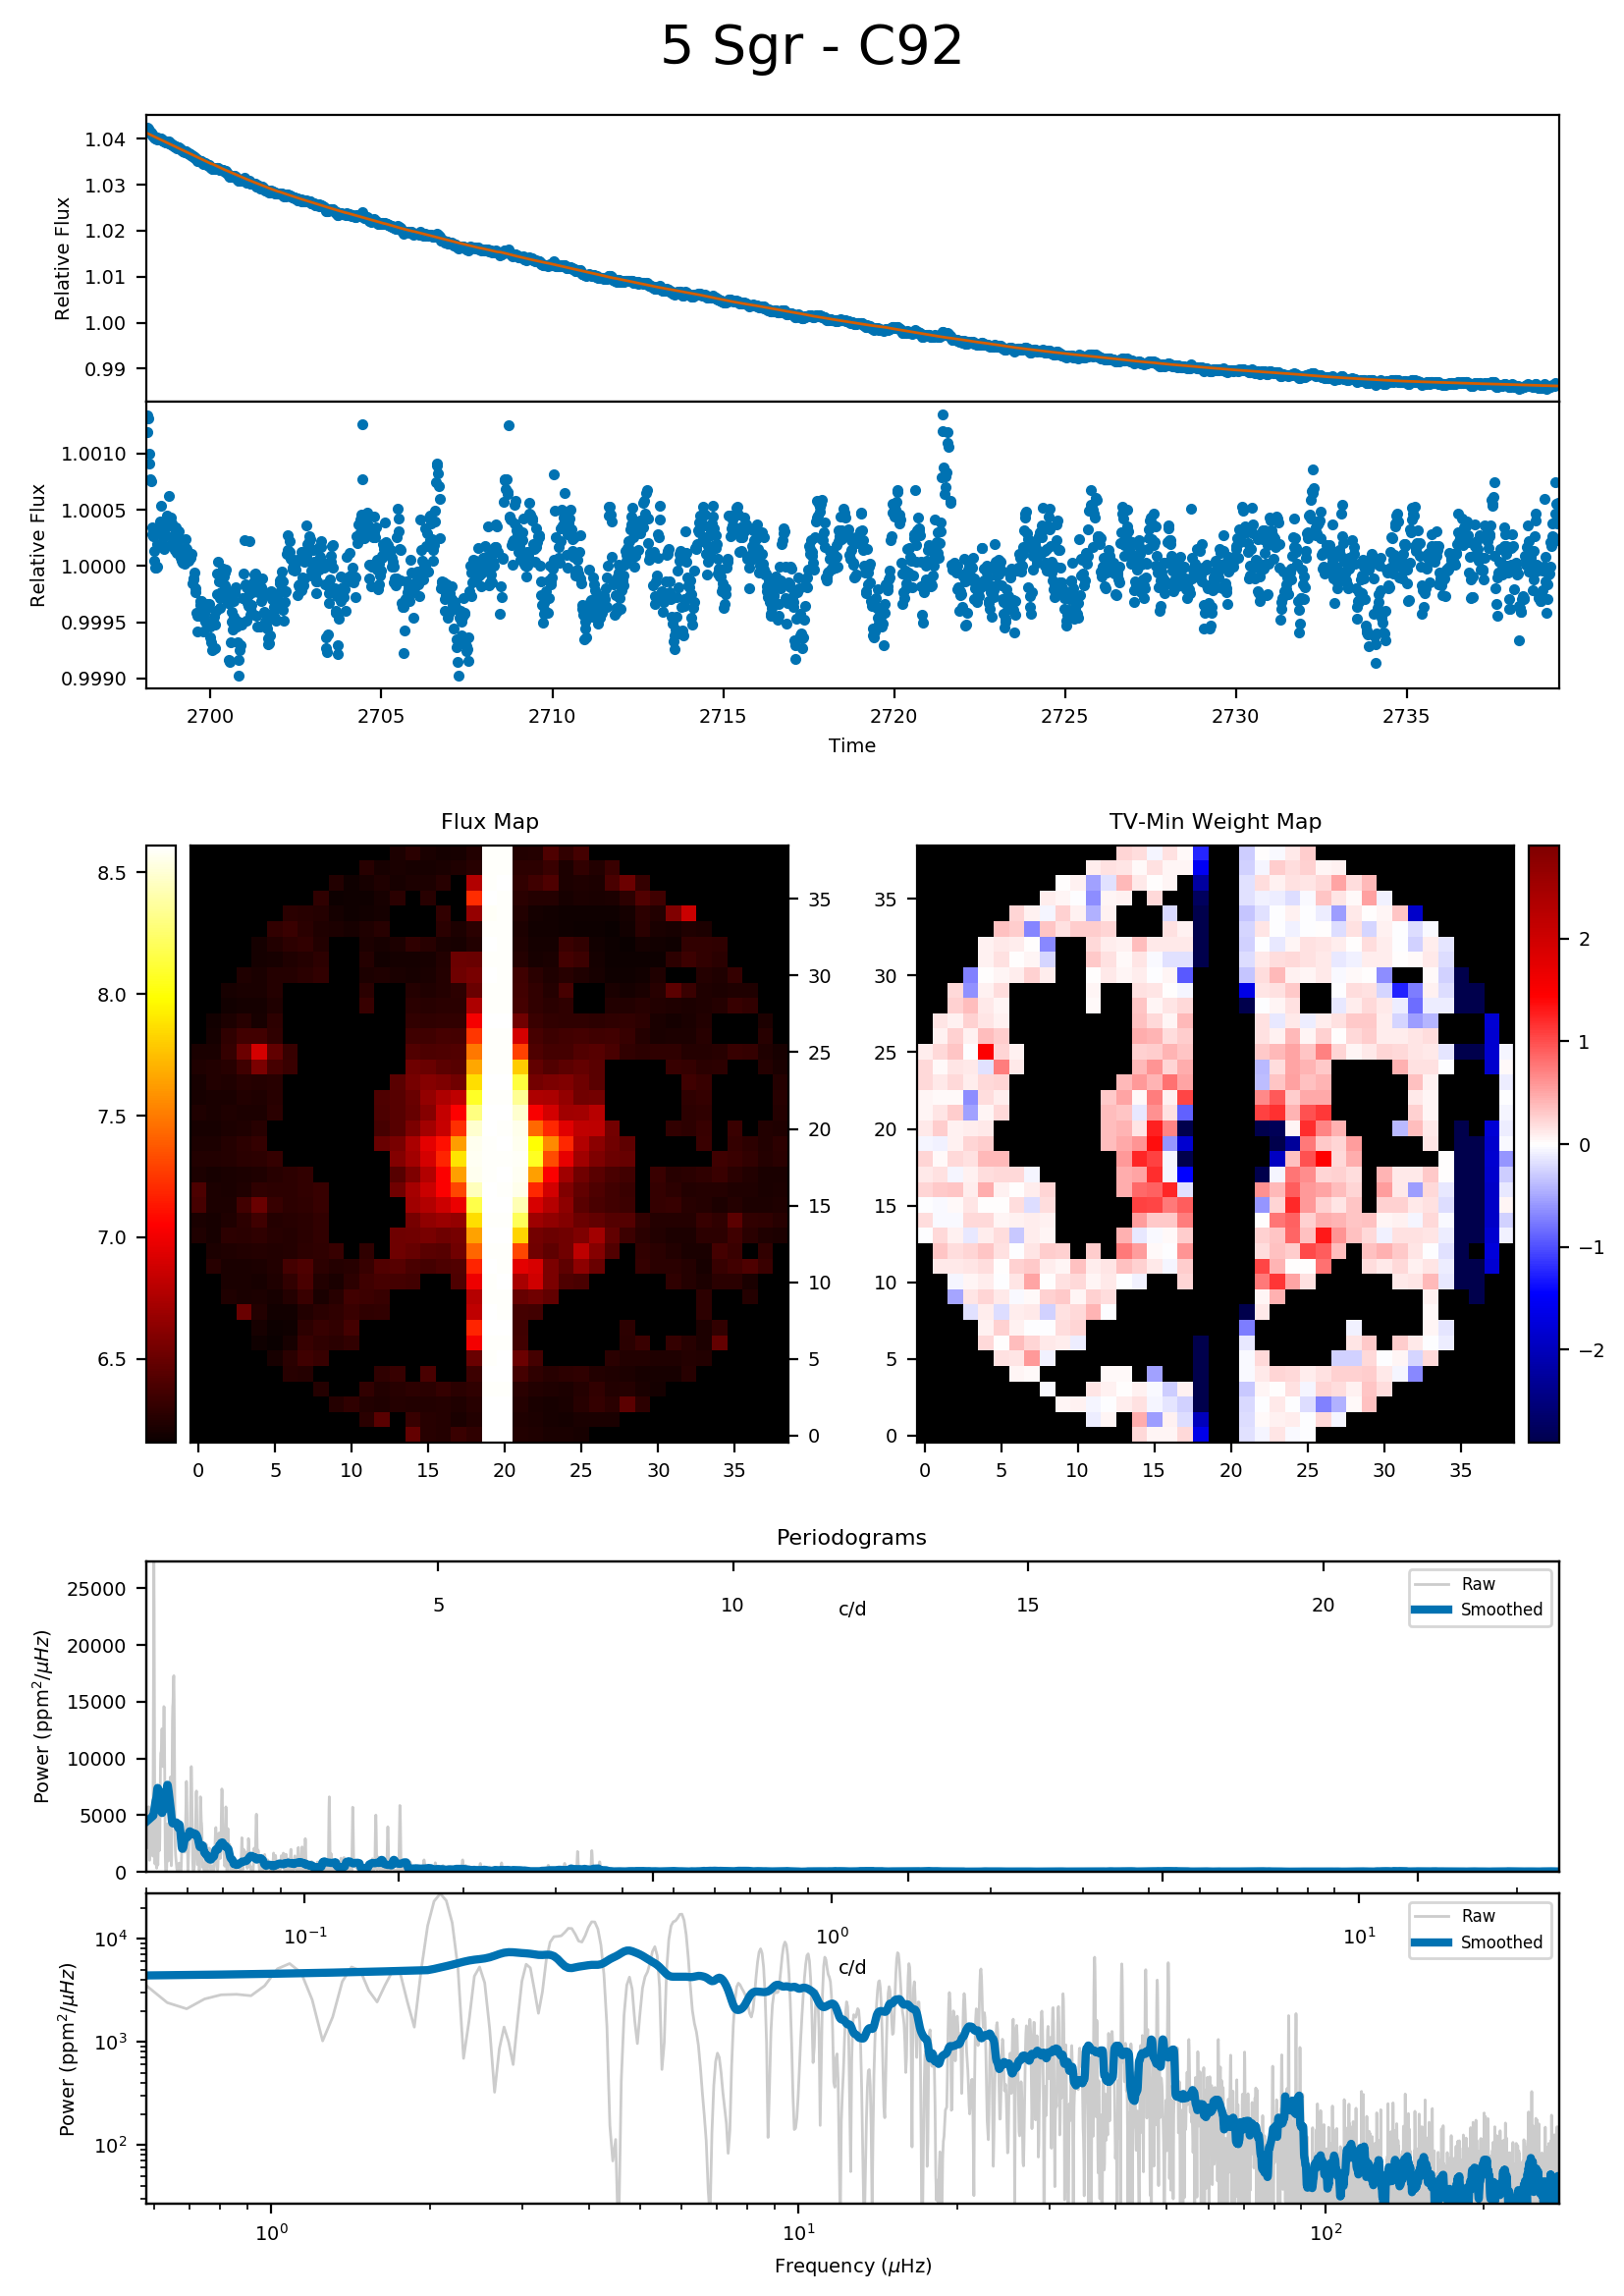 5 Sgr - C92
1.04
1.03
1.02
1.01
1.00
0.99
Relative Flux
1.0010
1.0005
1.0000
0.9995
0.9990
Relative Flux
2700 2705 2710 2715 2720 2725 2730 2735
Time
Flux Map
8.5
8.0
7.5
7.0
6.5
35
30
25
20
15
10
5
0
0 5 10 15 20 25 30 35
TV-Min Weight Map
35
30
25
20
15
10
5
0
0 5 10 15 20 25 30 35
2
1
0
−1
−2
Periodograms
25000
20000
15000
10000
5000
0
Power (ppm²/μHz)
5 10 15 20
c/d
Raw
Smoothed
10⁴
10³
10²
Power (ppm²/μHz)
10⁻¹ 10⁰ 10¹
c/d
Raw
Smoothed
10⁰ 10¹ 10²
Frequency (μHz)